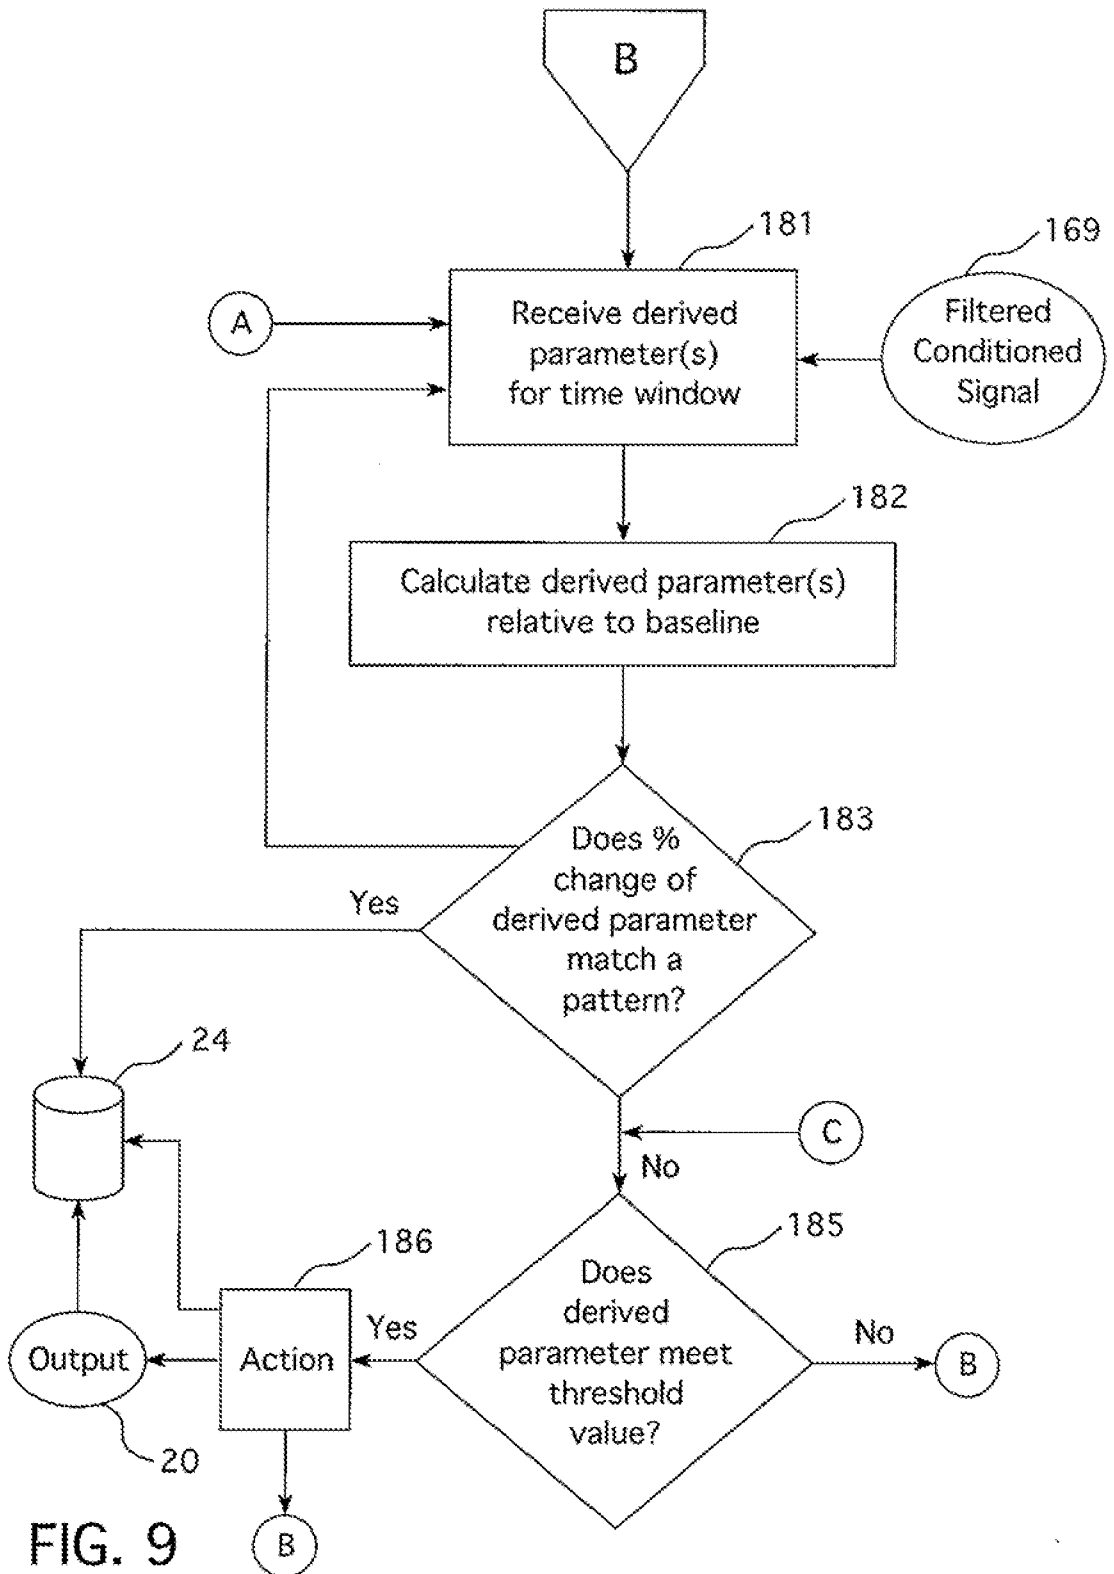 B
181
169
A
Receive derived
parameter(s)
for time window
Filtered
Conditioned
Signal
182
Calculate derived parameter(s)
relative to baseline
183
Does %
change of
derived parameter
match a
pattern?
Yes
24
C
No
185
186
Does
derived
parameter meet
threshold
value?
Yes
No
Output
Action
B
20
B
FIG. 9